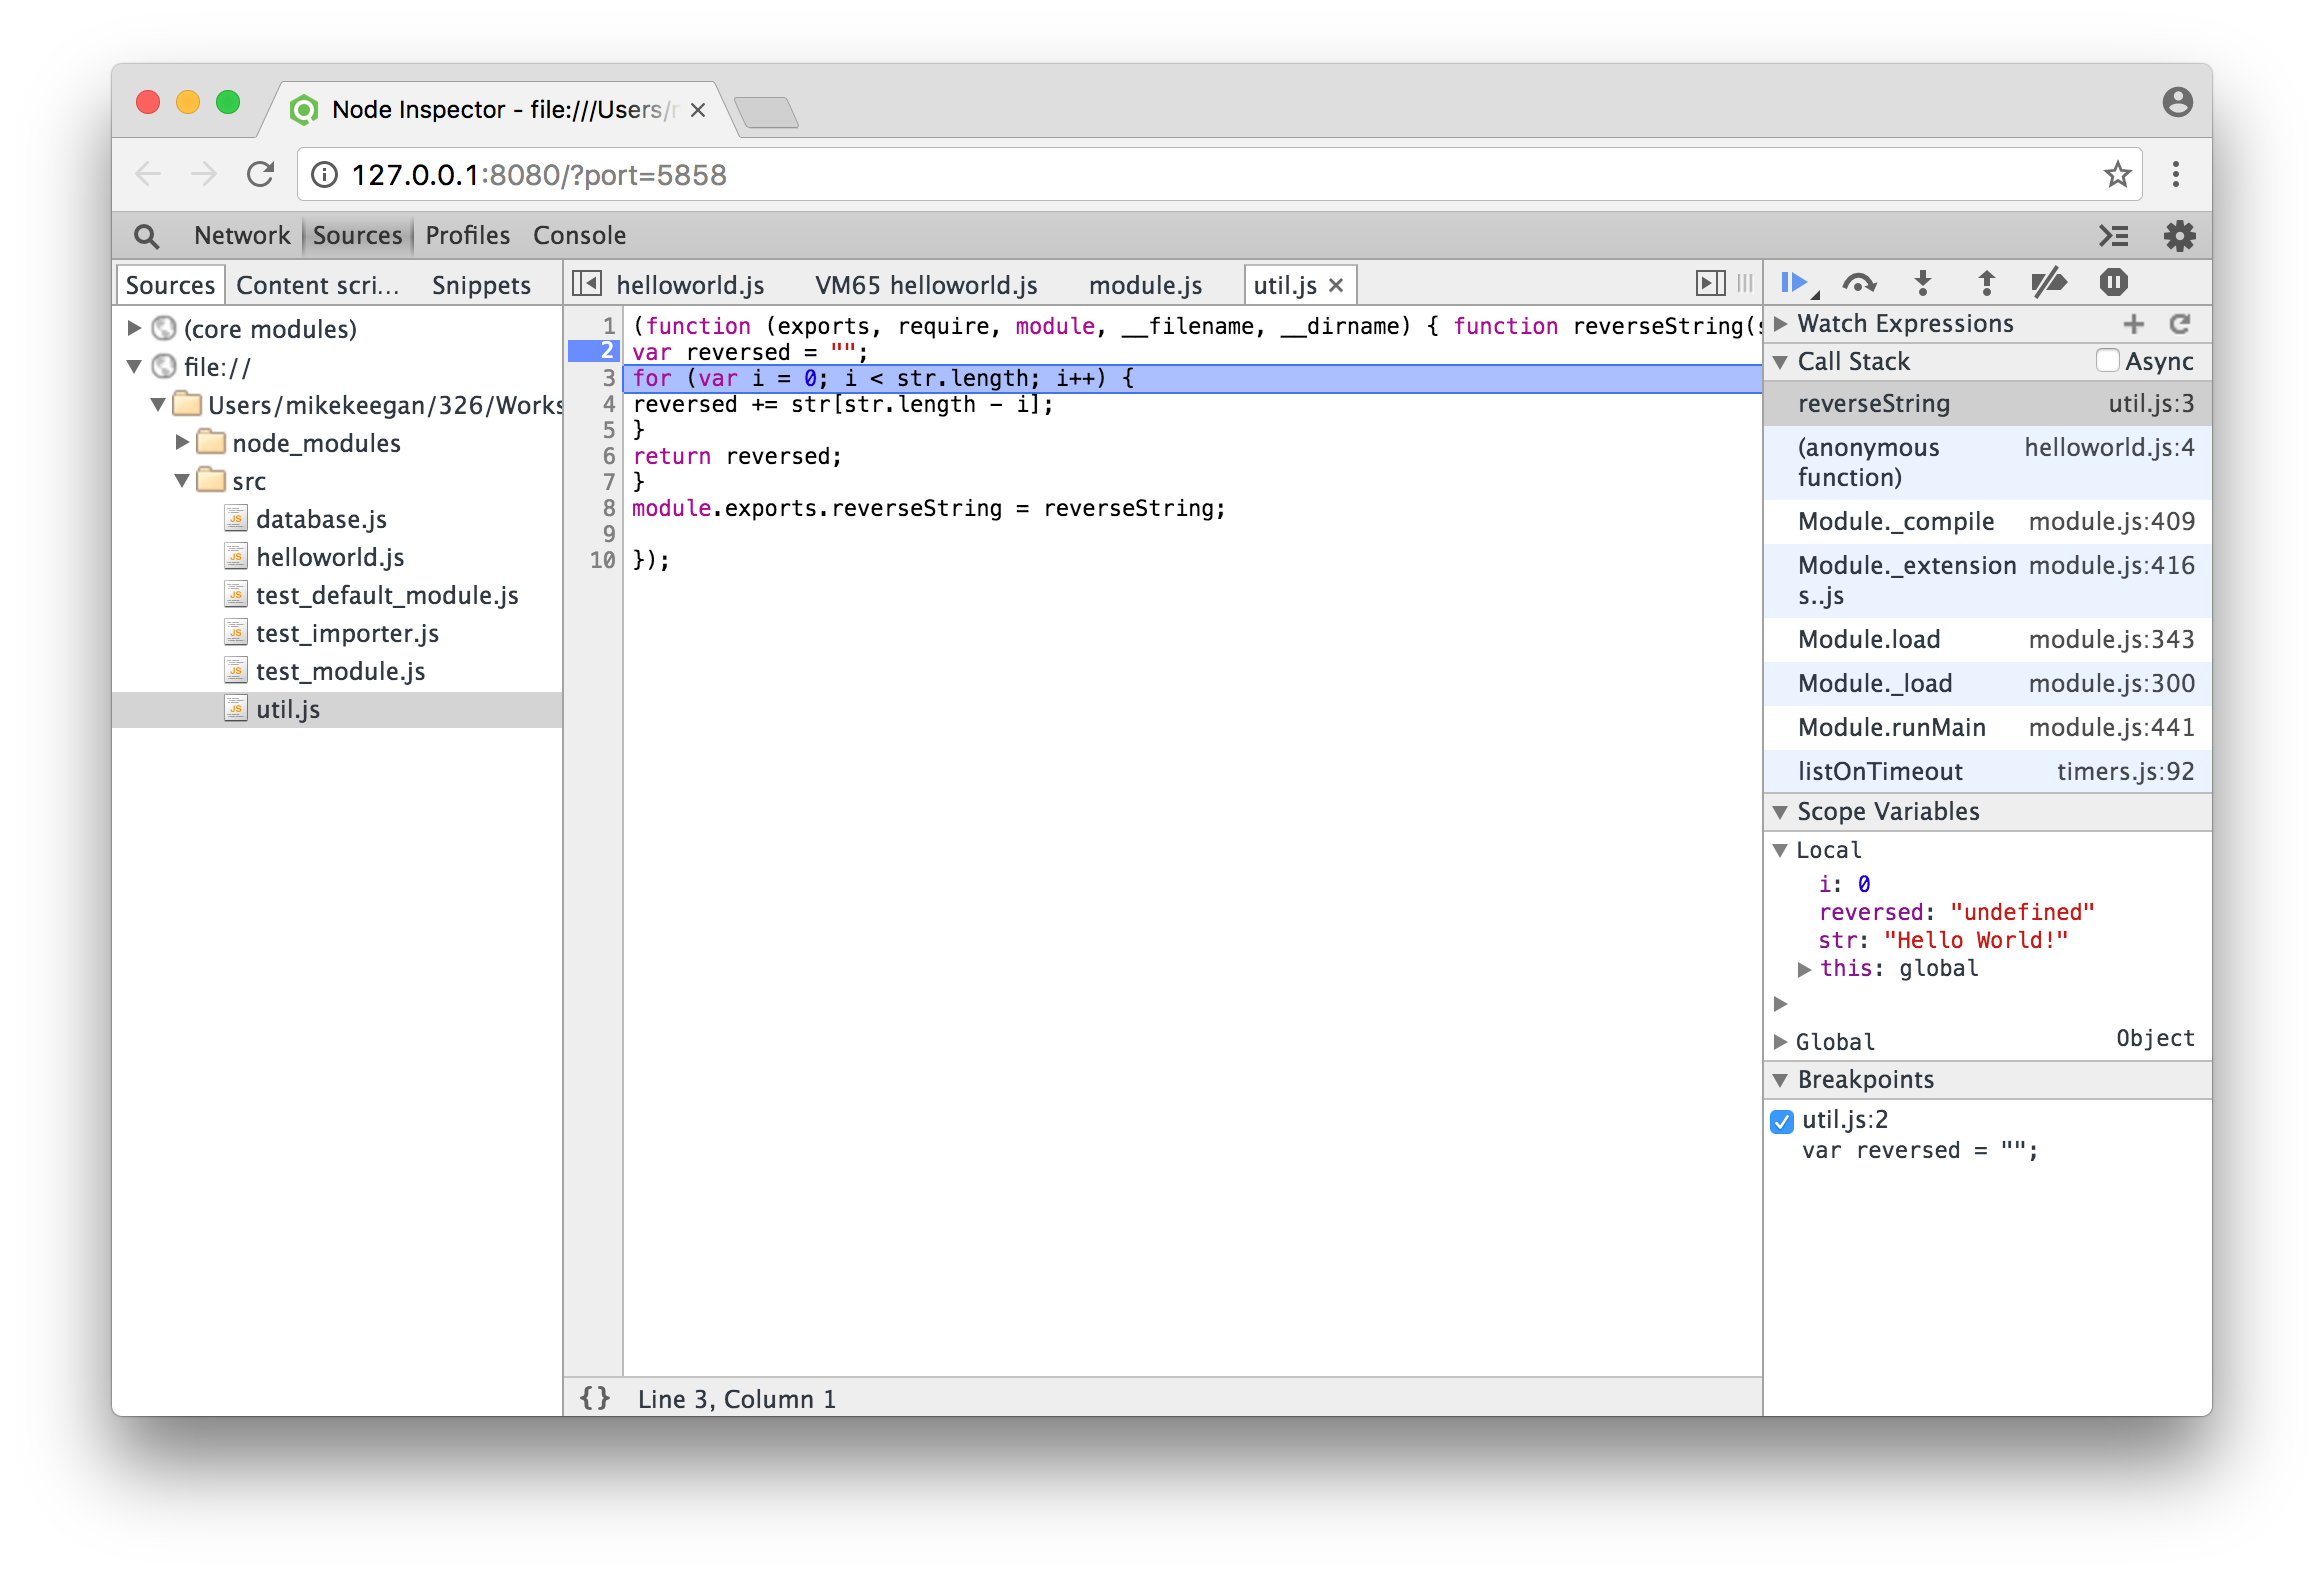 Node Inspector - file:///Users/
127.0.0.1:8080/?port=5858
Network Sources Profiles Console
Sources Content scri... Snippets
(core modules)
file://
Users/mikekeegan/326/Works
node_modules
src
database.js
helloworld.js
test_default_module.js
test_importer.js
test_module.js
util.js
helloworld.js VM65 helloworld.js module.js util.js
1 (function (exports, require, module, __filename, __dirname) { function reverseString(
2 var reversed = "";
3 for (var i = 0; i < str.length; i++) {
4 reversed += str[str.length - i];
5 }
6 return reversed;
7 }
8 module.exports.reverseString = reverseString;
9
10 });
{} Line 3, Column 1
Watch Expressions
Call Stack Async
reverseString util.js:3
(anonymous helloworld.js:4
function)
Module._compile module.js:409
Module._extension module.js:416
s..js
Module.load module.js:343
Module._load module.js:300
Module.runMain module.js:441
listOnTimeout timers.js:92
Scope Variables
Local
i: 0
reversed: "undefined"
str: "Hello World!"
this: global
Global Object
Breakpoints
util.js:2
var reversed = "";